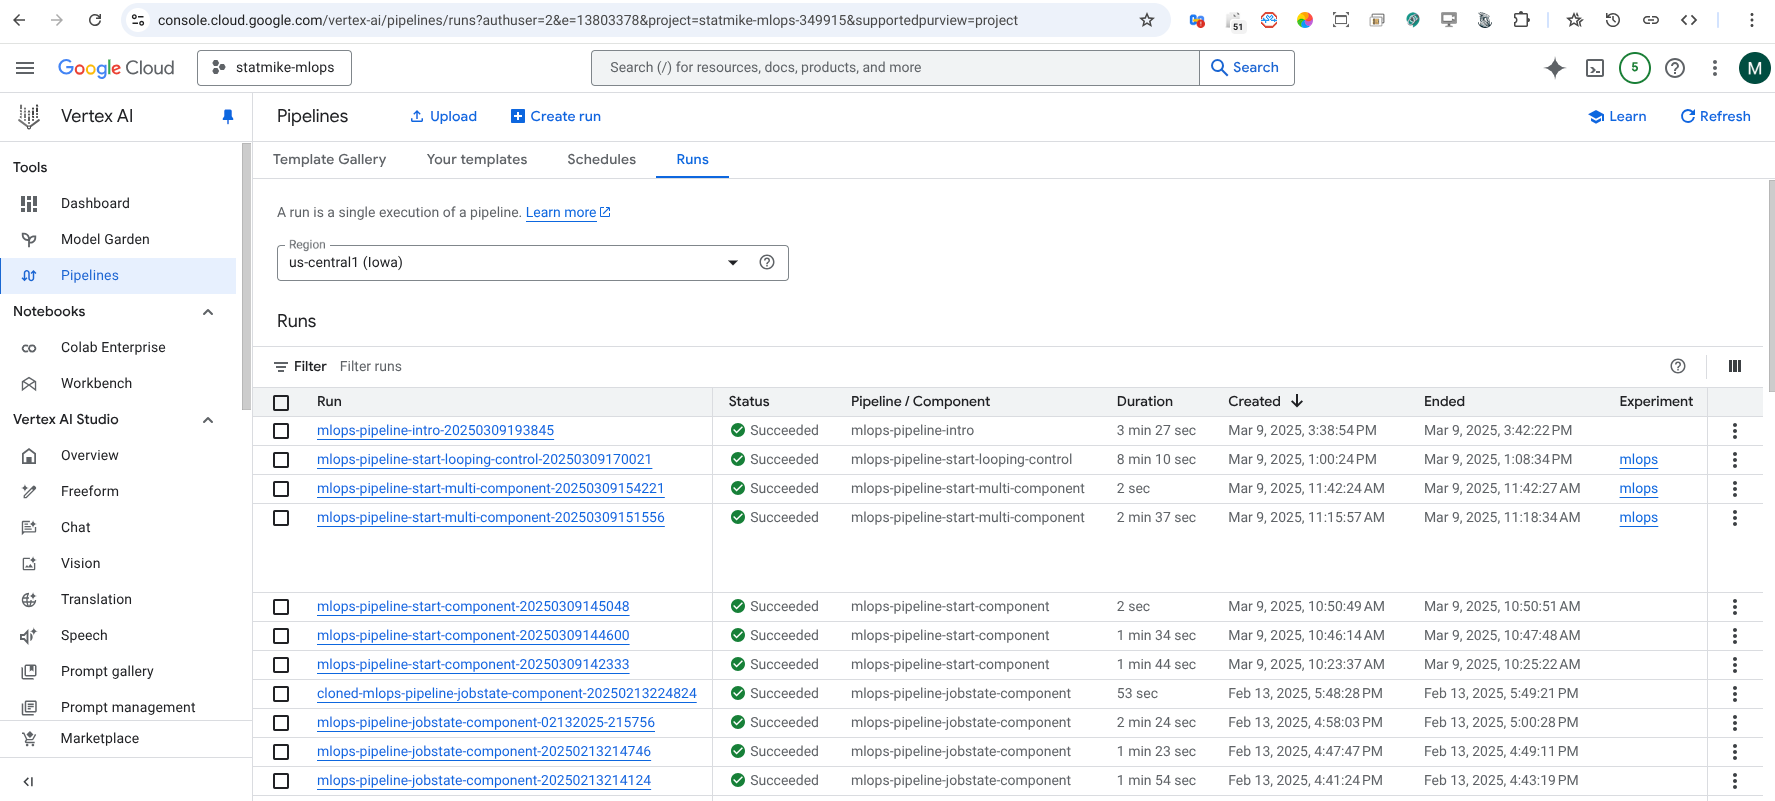 console.cloud.google.com/vertex-ai/pipelines/runs?authuser=2&e=13803378&project=statmike-mlops-349915&supportedpurview=project
51
Google Cloud
statmike-mlops
Search (/) for resources, docs, products, and more
Search
5
M
Vertex AI
Pipelines
Upload
Create run
Learn
Refresh
Tools
Dashboard
Model Garden
Pipelines
Notebooks
Colab Enterprise
Workbench
Vertex AI Studio
Overview
Freeform
Chat
Vision
Translation
Speech
Prompt gallery
Prompt management
Marketplace
Template Gallery
Your templates
Schedules
Runs
A run is a single execution of a pipeline. Learn more
Region
us-central1 (Iowa)
Runs
Filter Filter runs
Run Status Pipeline / Component Duration Created Ended Experiment
mlops-pipeline-intro-20250309193845 Succeeded mlops-pipeline-intro 3 min 27 sec Mar 9, 2025, 3:38:54 PM Mar 9, 2025, 3:42:22 PM
mlops-pipeline-start-looping-control-20250309170021 Succeeded mlops-pipeline-start-looping-control 8 min 10 sec Mar 9, 2025, 1:00:24 PM Mar 9, 2025, 1:08:34 PM mlops
mlops-pipeline-start-multi-component-20250309154221 Succeeded mlops-pipeline-start-multi-component 2 sec Mar 9, 2025, 11:42:24 AM Mar 9, 2025, 11:42:27 AM mlops
mlops-pipeline-start-multi-component-20250309151556 Succeeded mlops-pipeline-start-multi-component 2 min 37 sec Mar 9, 2025, 11:15:57 AM Mar 9, 2025, 11:18:34 AM mlops
mlops-pipeline-start-component-20250309145048 Succeeded mlops-pipeline-start-component 2 sec Mar 9, 2025, 10:50:49 AM Mar 9, 2025, 10:50:51 AM
mlops-pipeline-start-component-20250309144600 Succeeded mlops-pipeline-start-component 1 min 34 sec Mar 9, 2025, 10:46:14 AM Mar 9, 2025, 10:47:48 AM
mlops-pipeline-start-component-20250309142333 Succeeded mlops-pipeline-start-component 1 min 44 sec Mar 9, 2025, 10:23:37 AM Mar 9, 2025, 10:25:22 AM
cloned-mlops-pipeline-jobstate-component-20250213224824 Succeeded mlops-pipeline-jobstate-component 53 sec Feb 13, 2025, 5:48:28 PM Feb 13, 2025, 5:49:21 PM
mlops-pipeline-jobstate-component-02132025-215756 Succeeded mlops-pipeline-jobstate-component 2 min 24 sec Feb 13, 2025, 4:58:03 PM Feb 13, 2025, 5:00:28 PM
mlops-pipeline-jobstate-component-20250213214746 Succeeded mlops-pipeline-jobstate-component 1 min 23 sec Feb 13, 2025, 4:47:47 PM Feb 13, 2025, 4:49:11 PM
mlops-pipeline-jobstate-component-20250213214124 Succeeded mlops-pipeline-jobstate-component 1 min 54 sec Feb 13, 2025, 4:41:24 PM Feb 13, 2025, 4:43:19 PM